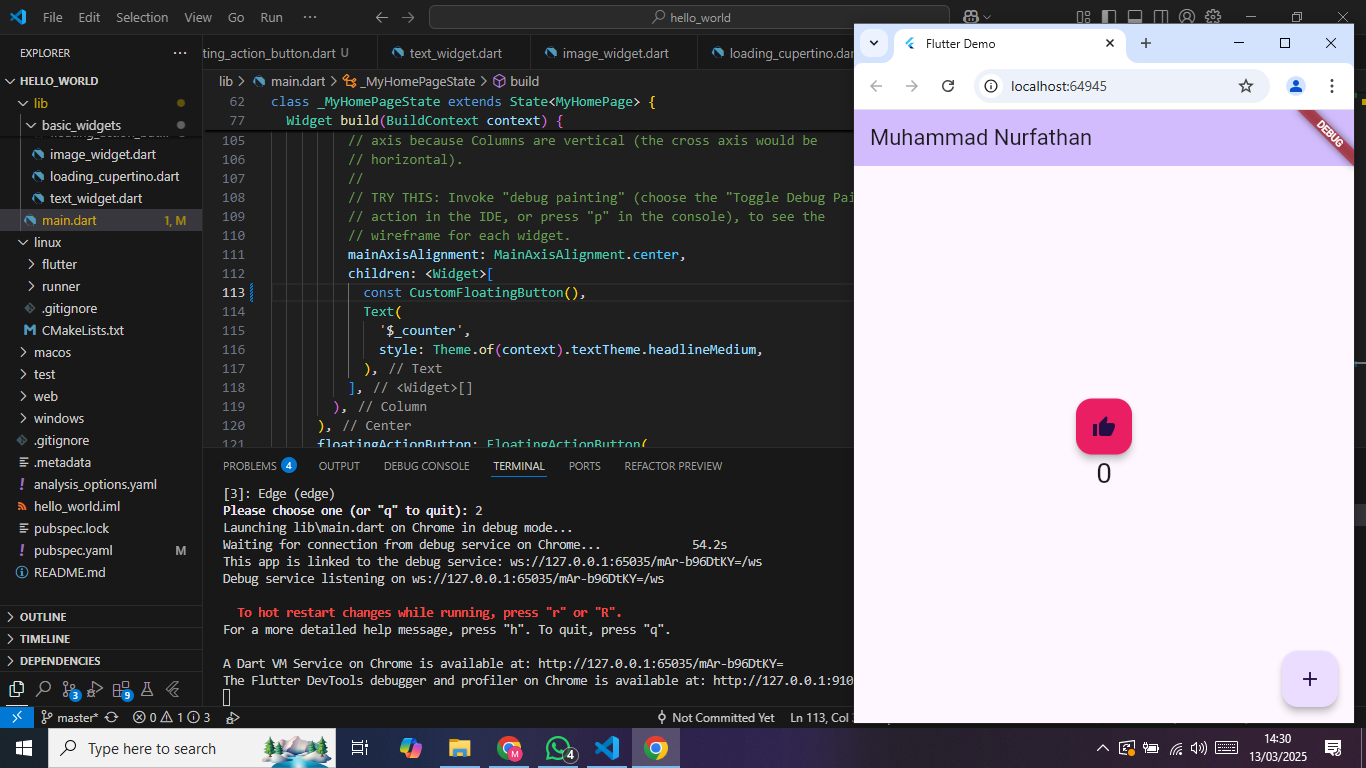 File Edit Selection View Go Run ···
hello_world
EXPLORER
HELLO_WORLD
lib
basic_widgets
image_widget.dart
loading_cupertino.dart
text_widget.dart
main.dart 1, M
linux
flutter
runner
.gitignore
CMakeLists.txt
macos
test
web
windows
.gitignore
.metadata
analysis_options.yaml
hello_world.iml
pubspec.lock
pubspec.yaml M
README.md
OUTLINE
TIMELINE
DEPENDENCIES
3
9
ting_action_button.dart U text_widget.dart image_widget.dart loading_cupertino.dar
lib > main.dart > _MyHomePageState > build
62 class _MyHomePageState extends State<MyHomePage> {
77 Widget build(BuildContext context) {
105 // axis because Columns are vertical (the cross axis would be
106 // horizontal).
107 //
108 // TRY THIS: Invoke "debug painting" (choose the "Toggle Debug Pai
109 // action in the IDE, or press "p" in the console), to see the
110 // wireframe for each widget.
111 mainAxisAlignment: MainAxisAlignment.center,
112 children: <Widget>[
113 const CustomFloatingButton(),
114 Text(
115 '$_counter',
116 style: Theme.of(context).textTheme.headlineMedium,
117 ), // Text
118 ], // <Widget>[]
119 ), // Column
120 ), // Center
121 floatingActionButton: FloatingActionButton(
PROBLEMS 4 OUTPUT DEBUG CONSOLE TERMINAL PORTS REFACTOR PREVIEW
[3]: Edge (edge)
Please choose one (or "q" to quit): 2
Launching lib\main.dart on Chrome in debug mode...
Waiting for connection from debug service on Chrome... 54.2s
This app is linked to the debug service: ws://127.0.0.1:65035/mAr-b96DtKY=/ws
Debug service listening on ws://127.0.0.1:65035/mAr-b96DtKY=/ws
To hot restart changes while running, press "r" or "R".
For a more detailed help message, press "h". To quit, press "q".
A Dart VM Service on Chrome is available at: http://127.0.0.1:65035/mAr-b96DtKY=
The Flutter DevTools debugger and profiler on Chrome is available at: http://127.0.0.1:910
master* 0 1 3 Not Committed Yet Ln 113, Col
Flutter Demo
localhost:64945
Muhammad Nurfathan
DEBUG
0
Type here to search
M
4
14:30
13/03/2025